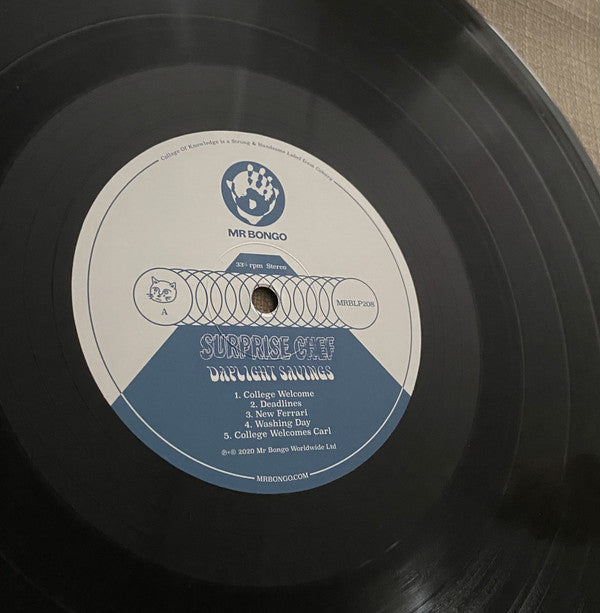 College Of Knowledge is a Strong & Handsome Label from Coburg
MR BONGO
33⅓ rpm Stereo
A
MRBLP208
SURPRISE CHEF
DAYLIGHT SAVINGS
1. College Welcome
2. Deadlines
3. New Ferrari
4. Washing Day
5. College Welcomes Carl
℗+© 2020 Mr Bongo Worldwide Ltd
MRBONGO.COM